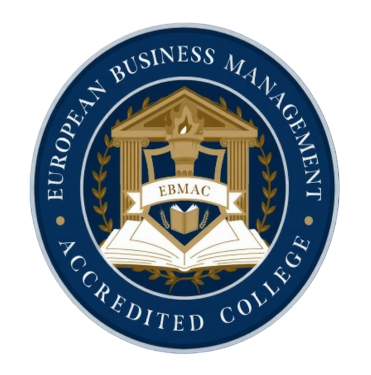 EUROPEAN BUSINESS MANAGEMENT
EBMAC
ACCREDITED COLLEGE